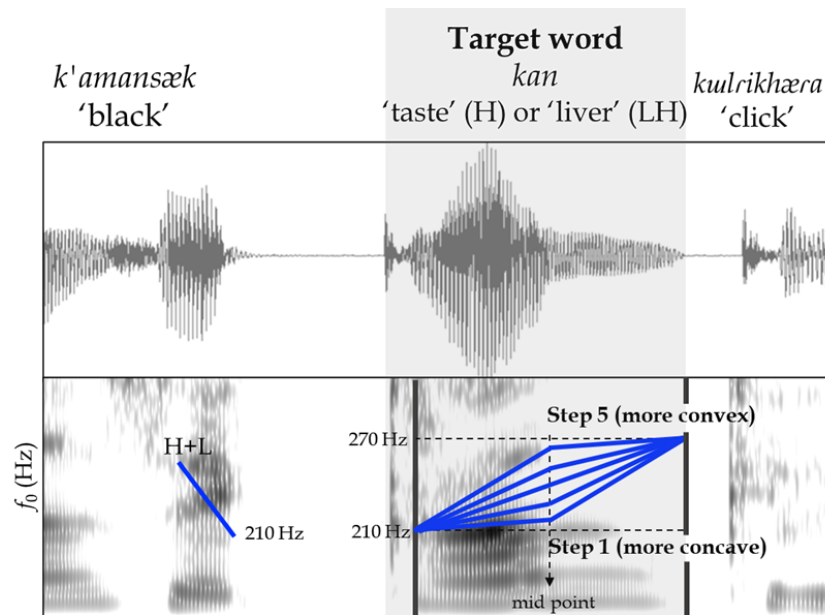 Target word
k'amansæk
kan
kɯlɾikhæɾa
‘black’
‘taste’ (H) or ‘liver’ (LH)
‘click’
f₀ (Hz)
H+L
210 Hz
270 Hz
210 Hz
Step 5 (more convex)
Step 1 (more concave)
mid point